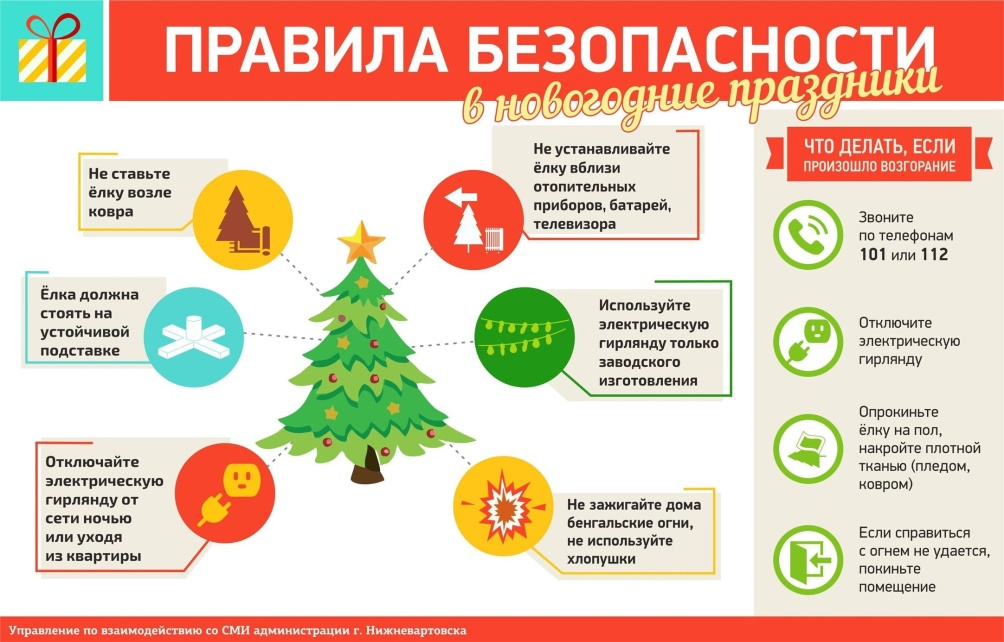 ПРАВИЛА БЕЗОПАСНОСТИ
в новогодние праздники
Не ставьте
ёлку возле
ковра
Не устанавливайте
ёлку вблизи
отопительных
приборов, батарей,
телевизора
Ёлка должна
стоять на
устойчивой
подставке
Используйте
электрическую
гирлянду только
заводского
изготовления
Отключайте
электрическую
гирлянду от
сети ночью
или уходя
из квартиры
Не зажигайте дома
бенгальские огни,
не используйте
хлопушки
ЧТО ДЕЛАТЬ, ЕСЛИ
ПРОИЗОШЛО ВОЗГОРАНИЕ
Звоните
по телефонам
101 или 112
Отключите
электрическую
гирлянду
Опрокиньте
ёлку на пол,
накройте плотной
тканью (пледом,
ковром)
Если справиться
с огнем не удается,
покиньте
помещение
Управление по взаимодействию со СМИ администрации г. Нижневартовска